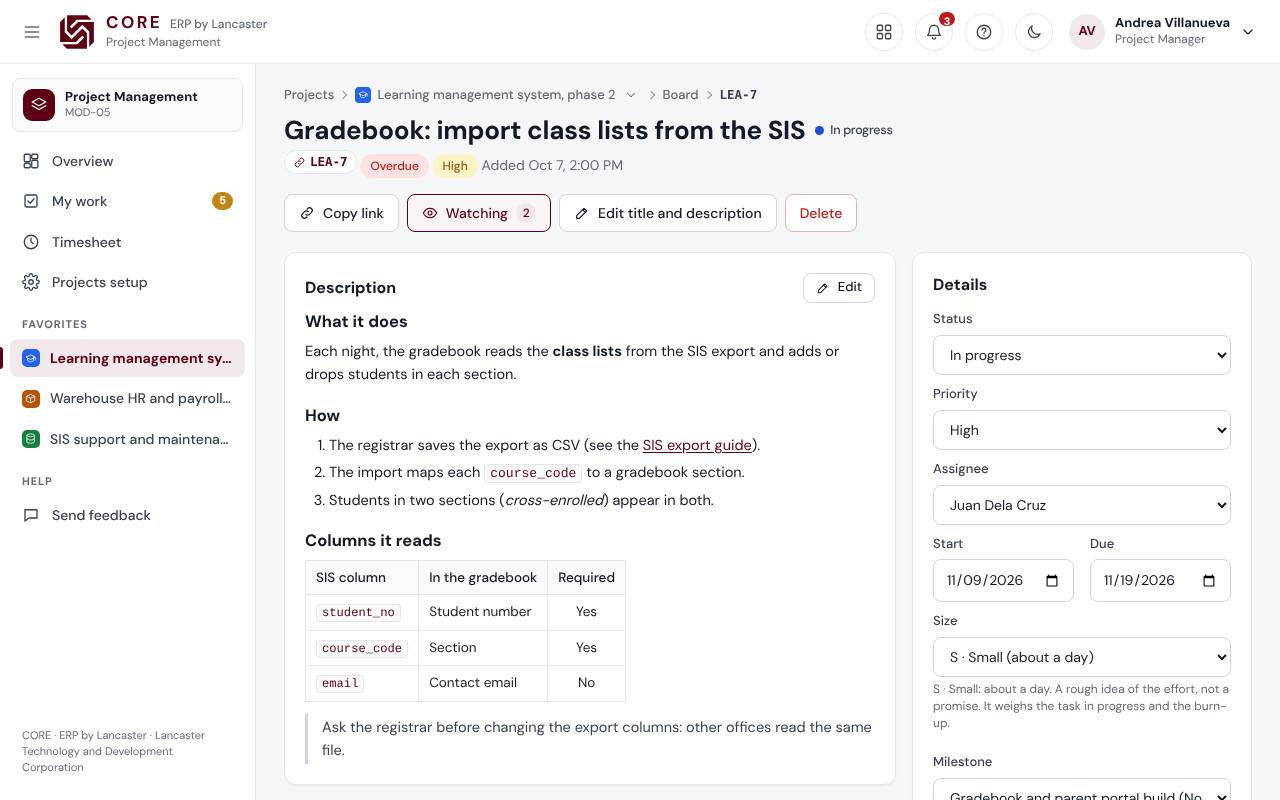 CORE ERP by Lancaster
Project Management
3
AV
Andrea Villanueva
Project Manager
Project Management
MOD-05
Overview
My work 5
Timesheet
Projects setup
FAVORITES
Learning management sy...
Warehouse HR and payroll...
SIS support and maintena...
HELP
Send feedback
CORE · ERP by Lancaster · Lancaster
Technology and Development
Corporation
Projects Learning management system, phase 2 Board LEA-7
Gradebook: import class lists from the SIS In progress
LEA-7 Overdue High Added Oct 7, 2:00 PM
Copy link Watching 2 Edit title and description Delete
Description Edit
What it does
Each night, the gradebook reads the class lists from the SIS export and adds or
drops students in each section.
How
1. The registrar saves the export as CSV (see the SIS export guide).
2. The import maps each course_code to a gradebook section.
3. Students in two sections (cross-enrolled) appear in both.
Columns it reads
SIS column In the gradebook Required
student_no Student number Yes
course_code Section Yes
email Contact email No
Ask the registrar before changing the export columns: other offices read the same
file.
Details
Status
In progress
Priority
High
Assignee
Juan Dela Cruz
Start Due
11/09/2026 11/19/2026
Size
S · Small (about a day)
S · Small: about a day. A rough idea of the effort, not a
promise. It weighs the task in progress and the burn-
up.
Milestone
Gradebook and parent portal build (No